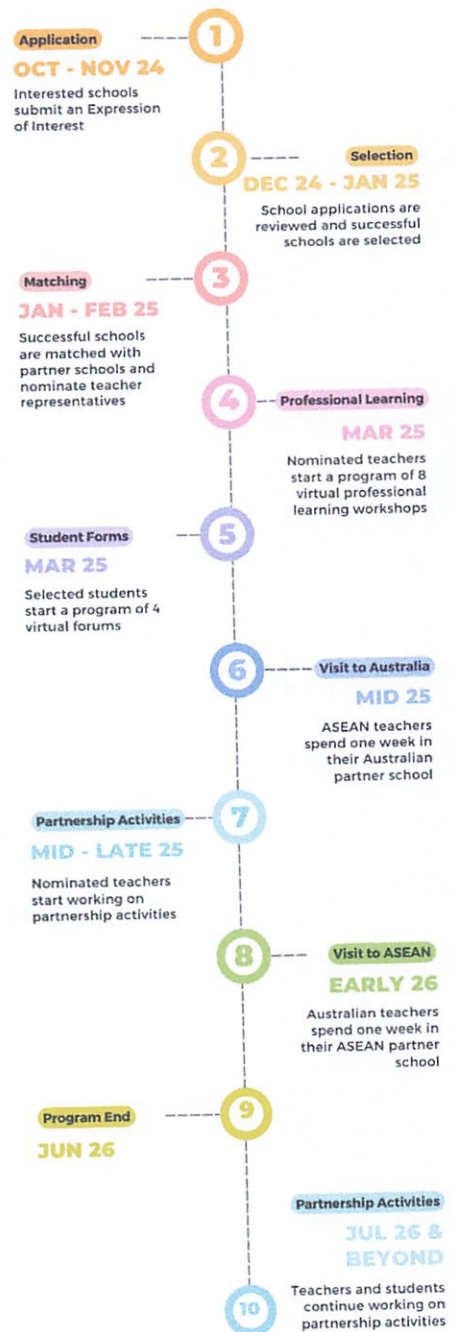 1
Application
OCT - NOV 24
Interested schools
submit an Expression
of Interest
2
Selection
DEC 24 - JAN 25
School applications are
reviewed and successful
schools are selected
3
Matching
JAN - FEB 25
Successful schools
are matched with
partner schools and
nominate teacher
representatives
4
Professional Learning
MAR 25
Nominated teachers
start a program of 8
virtual professional
learning workshops
5
Student Forms
MAR 25
Selected students
start a program of 4
virtual forums
6
Visit to Australia
MID 25
ASEAN teachers
spend one week in
their Australian
partner school
7
Partnership Activities
MID - LATE 25
Nominated teachers
start working on
partnership activities
8
Visit to ASEAN
EARLY 26
Australian teachers
spend one week in
their ASEAN partner
school
9
Program End
JUN 26
Partnership Activities
JUL 26 &
BEYOND
10
Teachers and students
continue working on
partnership activities